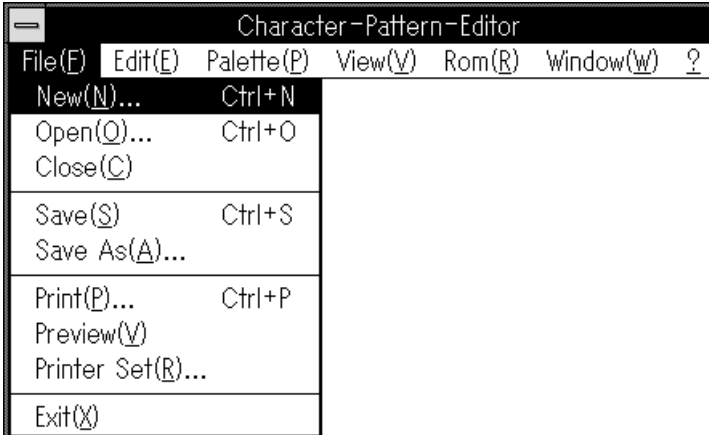 Character-Pattern-Editor
File(F) Edit(E) Palette(P) View(V) Rom(R) Window(W) ?
New(N)... Ctrl+N
Open(O)... Ctrl+O
Close(C)
Save(S) Ctrl+S
Save As(A)...
Print(P)... Ctrl+P
Preview(V)
Printer Set(R)...
Exit(X)